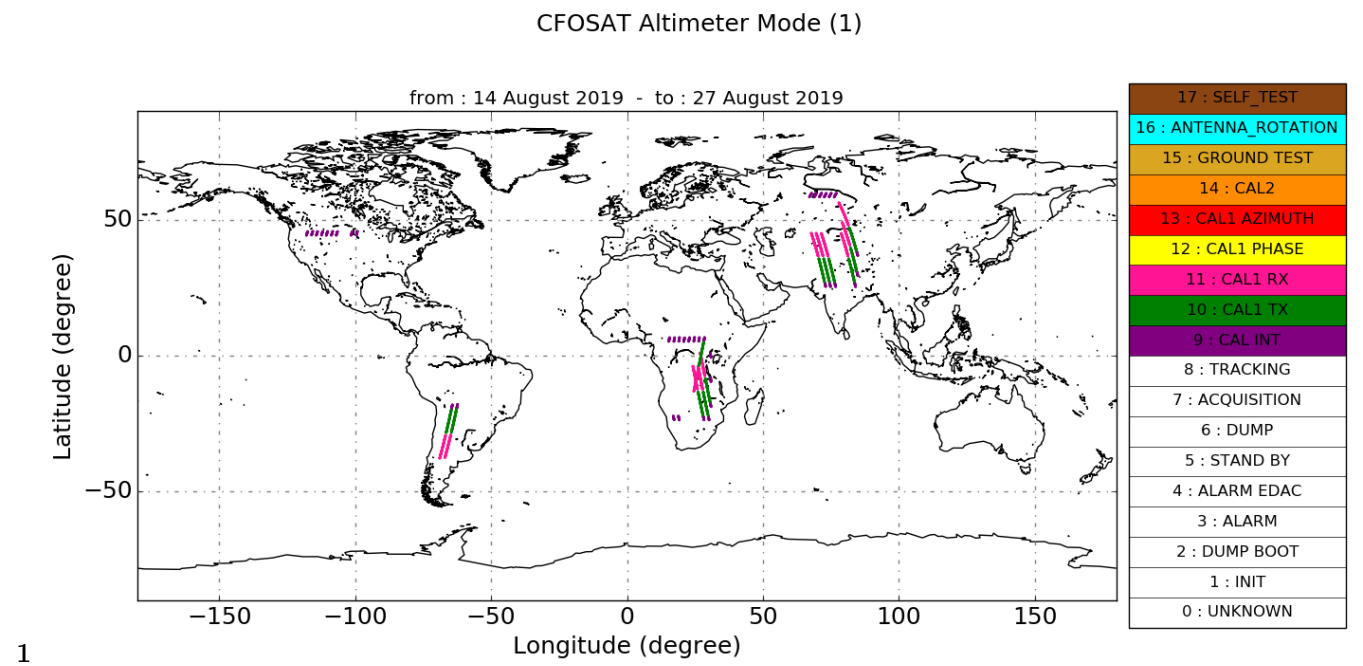 CFOSAT Altimeter Mode (1)
from : 14 August 2019 - to : 27 August 2019
17 : SELF_TEST
16 : ANTENNA_ROTATION
15 : GROUND TEST
14 : CAL2
13 : CAL1 AZIMUTH
12 : CAL1 PHASE
11 : CAL1 RX
10 : CAL1 TX
9 : CAL INT
8 : TRACKING
7 : ACQUISITION
6 : DUMP
5 : STAND BY
4 : ALARM EDAC
3 : ALARM
2 : DUMP BOOT
1 : INIT
0 : UNKNOWN
Latitude (degree)
50
0
−50
−150 −100 −50 0 50 100 150
Longitude (degree)
1